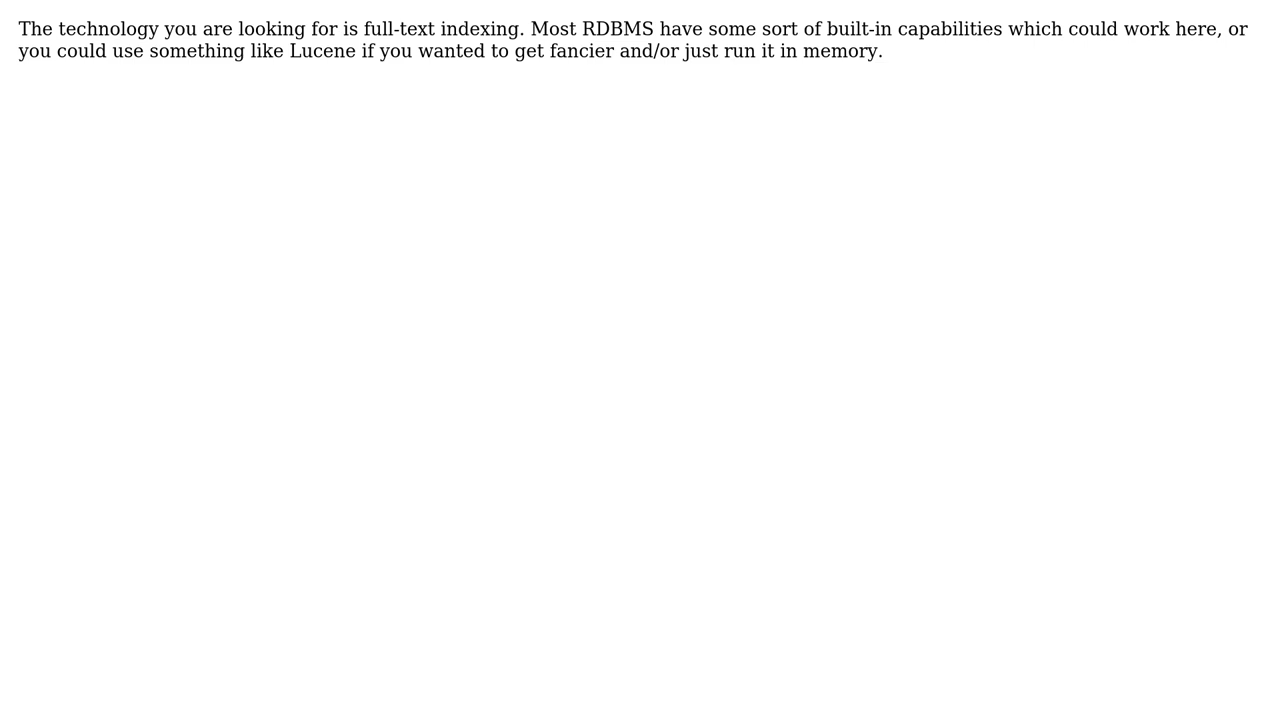 The technology you are looking for is full-text indexing. Most RDBMS have some sort of built-in capabilities which could work here, or
you could use something like Lucene if you wanted to get fancier and/or just run it in memory.